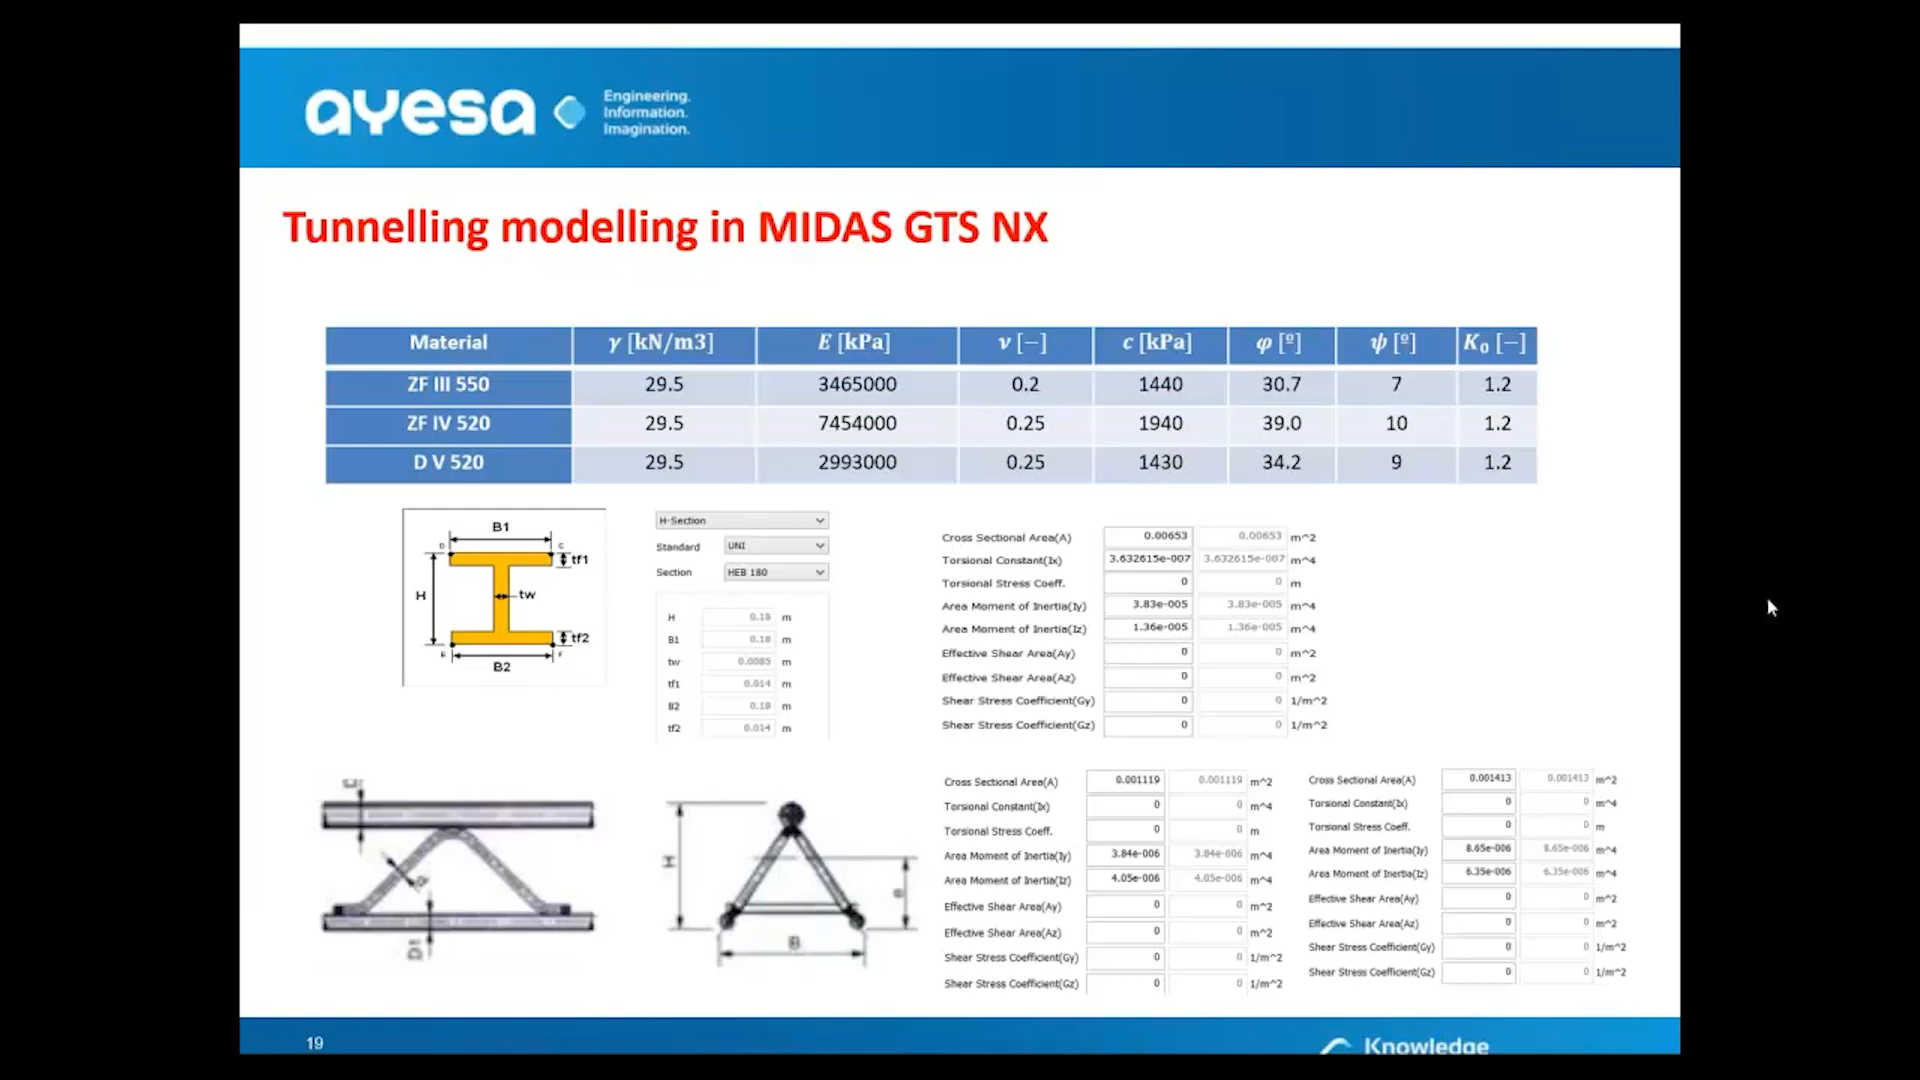 ayesa
Engineering.
Information.
Imagination.
Tunnelling modelling in MIDAS GTS NX
Material γ [kN/m3] E [kPa] ν [−] c [kPa] φ [º] ψ [º] K₀ [−]
ZF III 550 29.5 3465000 0.2 1440 30.7 7 1.2
ZF IV 520 29.5 7454000 0.25 1940 39.0 10 1.2
D V 520 29.5 2993000 0.25 1430 34.2 9 1.2
B1
D C
tf1
H
tw
tf2
E F
B2
H-Section
Standard UNI
Section HEB 180
H 0.18 m
B1 0.18 m
tw 0.0085 m
tf1 0.014 m
B2 0.18 m
tf2 0.014 m
Cross Sectional Area(A) 0.00653 0.00653 m^2
Torsional Constant(Ix) 3.632615e-007 3.632615e-007 m^4
Torsional Stress Coeff. 0 0 m
Area Moment of Inertia(Iy) 3.83e-005 3.83e-005 m^4
Area Moment of Inertia(Iz) 1.36e-005 1.36e-005 m^4
Effective Shear Area(Ay) 0 0 m^2
Effective Shear Area(Az) 0 0 m^2
Shear Stress Coefficient(Gy) 0 0 1/m^2
Shear Stress Coefficient(Gz) 0 0 1/m^2
D1
H
e
B
Cross Sectional Area(A) 0.001119 0.001119 m^2
Torsional Constant(Ix) 0 0 m^4
Torsional Stress Coeff. 0 0 m
Area Moment of Inertia(Iy) 3.84e-006 3.84e-006 m^4
Area Moment of Inertia(Iz) 4.05e-006 4.05e-006 m^4
Effective Shear Area(Ay) 0 0 m^2
Effective Shear Area(Az) 0 0 m^2
Shear Stress Coefficient(Gy) 0 0 1/m^2
Shear Stress Coefficient(Gz) 0 0 1/m^2
Cross Sectional Area(A) 0.001413 0.001413 m^2
Torsional Constant(Ix) 0 0 m^4
Torsional Stress Coeff. 0 0 m
Area Moment of Inertia(Iy) 8.65e-006 8.65e-006 m^4
Area Moment of Inertia(Iz) 6.35e-006 6.35e-006 m^4
Effective Shear Area(Ay) 0 0 m^2
Effective Shear Area(Az) 0 0 m^2
Shear Stress Coefficient(Gy) 0 0 1/m^2
Shear Stress Coefficient(Gz) 0 0 1/m^2
19
Knowledge